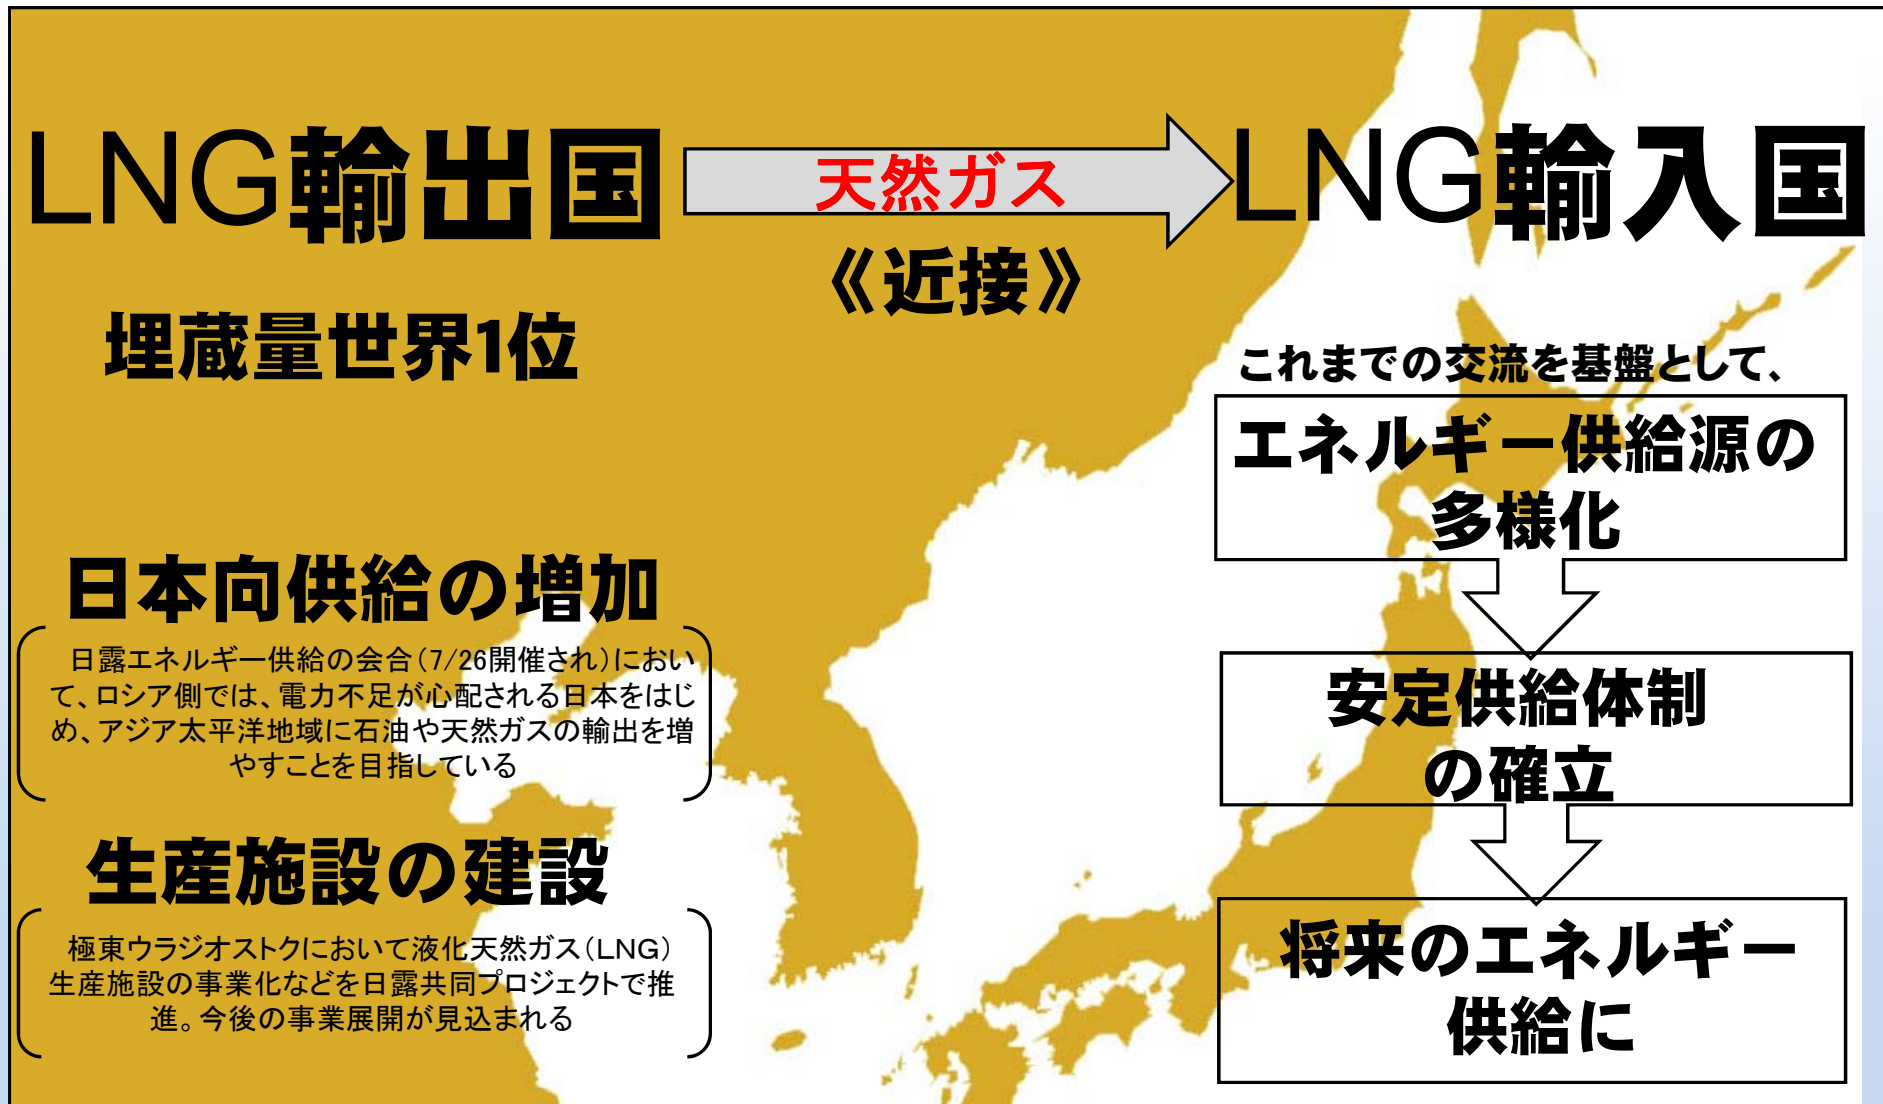 LNG輸出国
天然ガス
LNG輸入国
《近接》
埋蔵量世界1位
日本向供給の増加
日露エネルギー供給の会合(7/26開催され)におい
て、ロシア側では、電力不足が心配される日本をはじ
め、アジア太平洋地域に石油や天然ガスの輸出を増
やすことを目指している
生産施設の建設
極東ウラジオストクにおいて液化天然ガス(LNG)
生産施設の事業化などを日露共同プロジェクトで推
進。今後の事業展開が見込まれる
これまでの交流を基盤として、
エネルギー供給源の
多様化
安定供給体制
の確立
将来のエネルギー
供給に